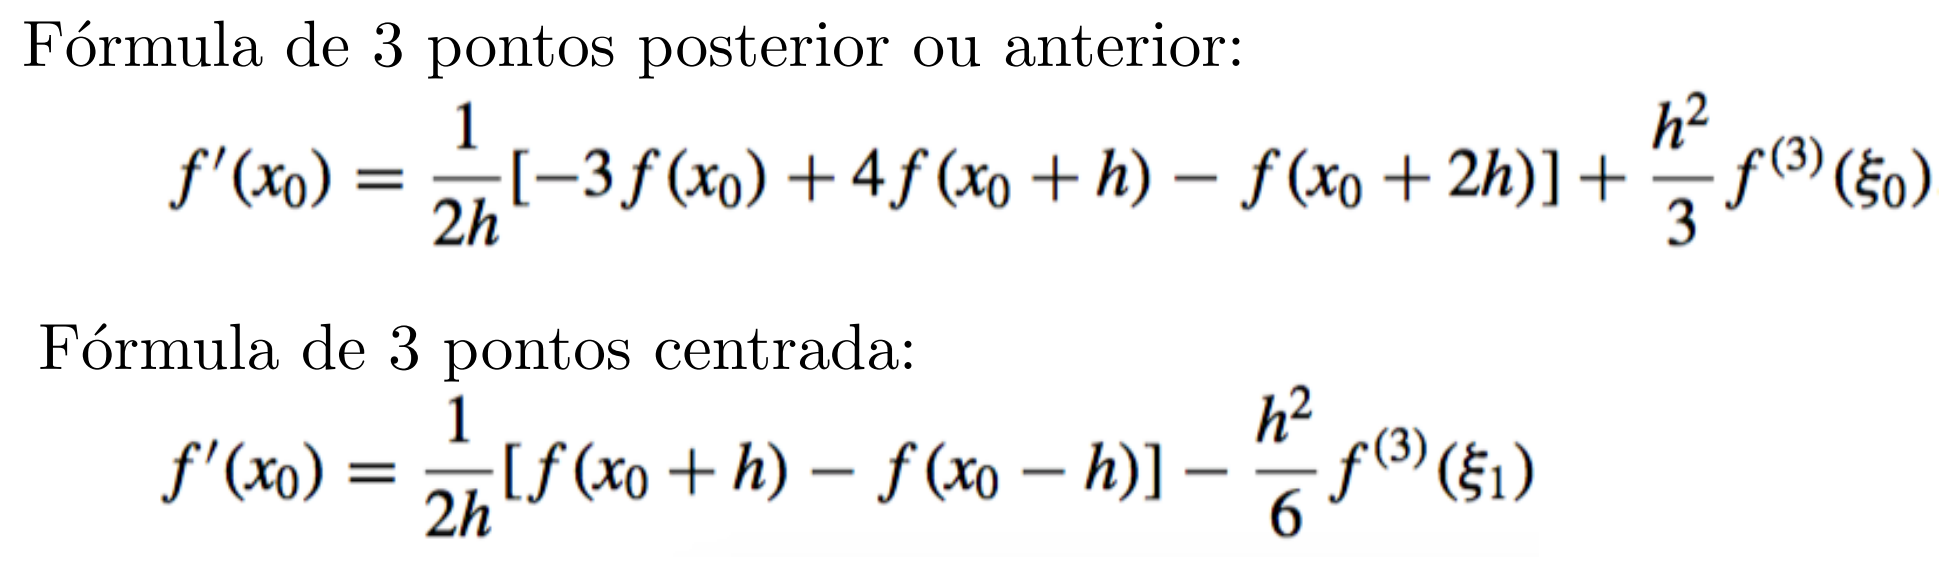 Fórmula de 3 pontos posterior ou anterior:
f′(x₀) = 1/2h [−3f(x₀) + 4f(x₀ + h) − f(x₀ + 2h)] + h²/3 f⁽³⁾(ξ₀)
Fórmula de 3 pontos centrada:
f′(x₀) = 1/2h [f(x₀ + h) − f(x₀ − h)] − h²/6 f⁽³⁾(ξ₁)